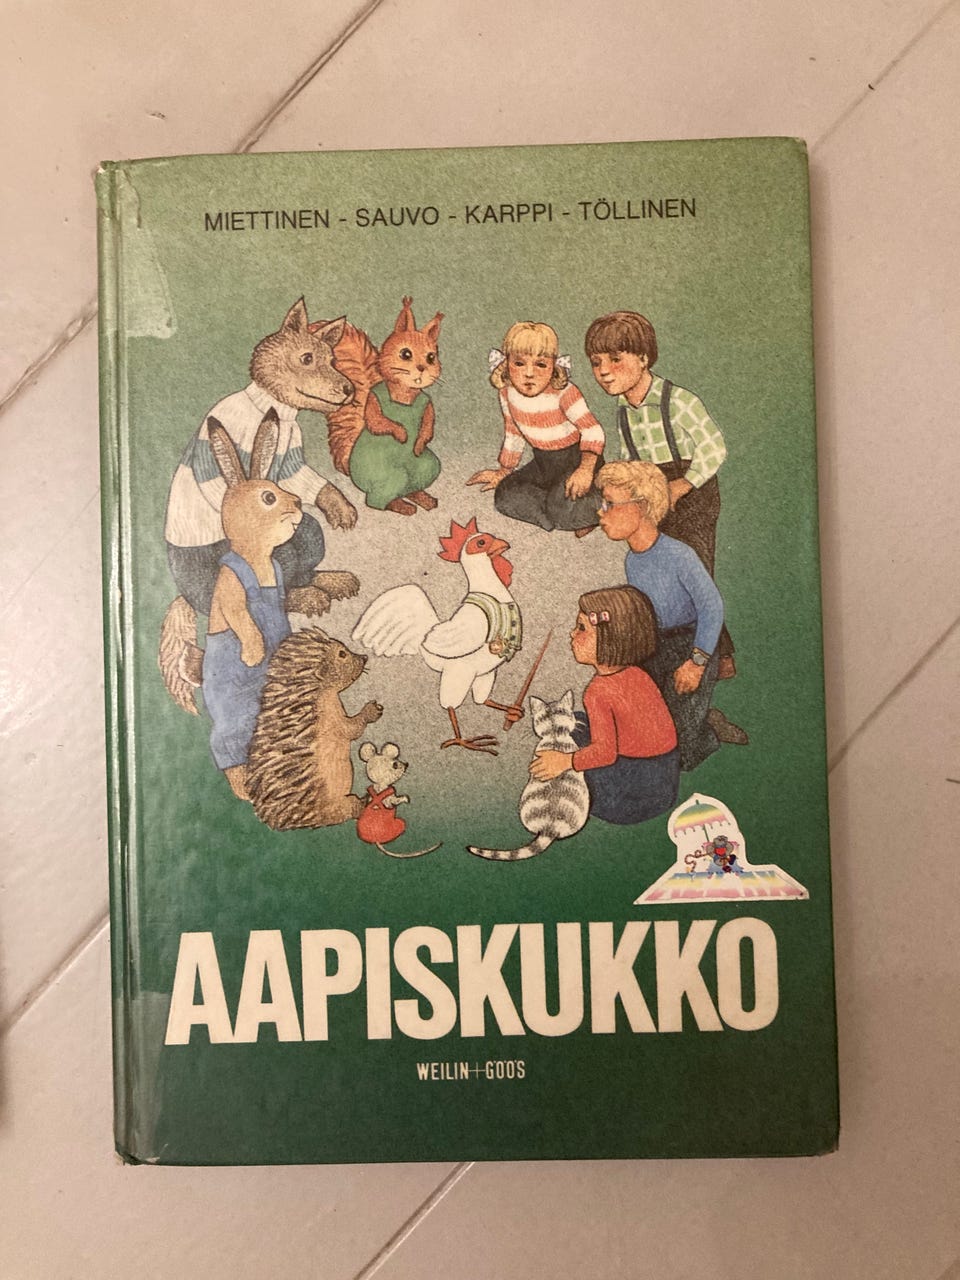 MIETTINEN - SAUVO - KARPPI - TÖLLINEN
AAPISKUKKO
WEILIN+GÖÖS